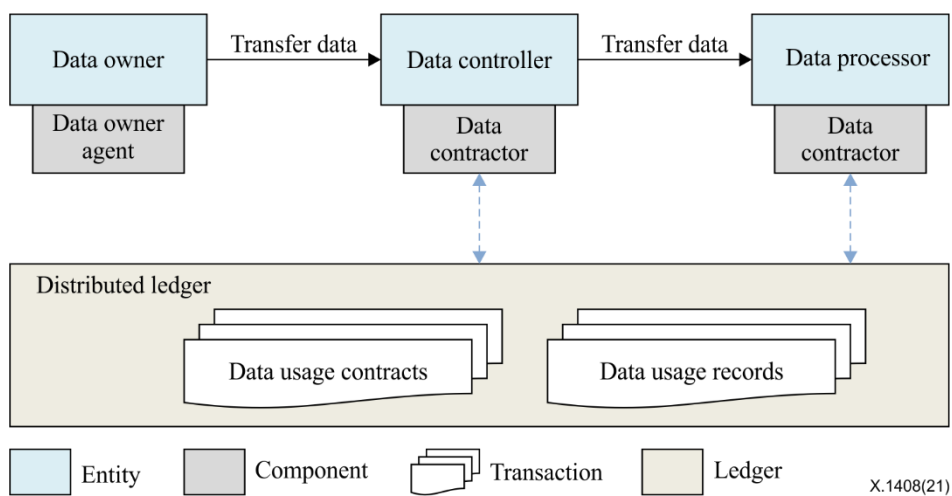 Data owner
Transfer data
Data controller
Transfer data
Data processor
Data owner
agent
Data
contractor
Data
contractor
Distributed ledger
Data usage contracts
Data usage records
Entity
Component
Transaction
Ledger
X.1408(21)